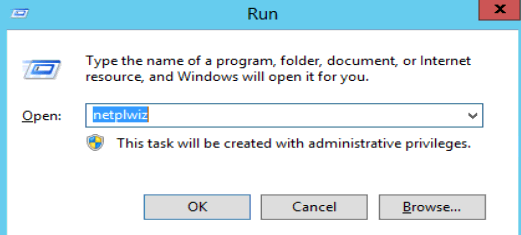 Run
Type the name of a program, folder, document, or Internet
resource, and Windows will open it for you.
Open: netplwiz
This task will be created with administrative privileges.
OK Cancel Browse...